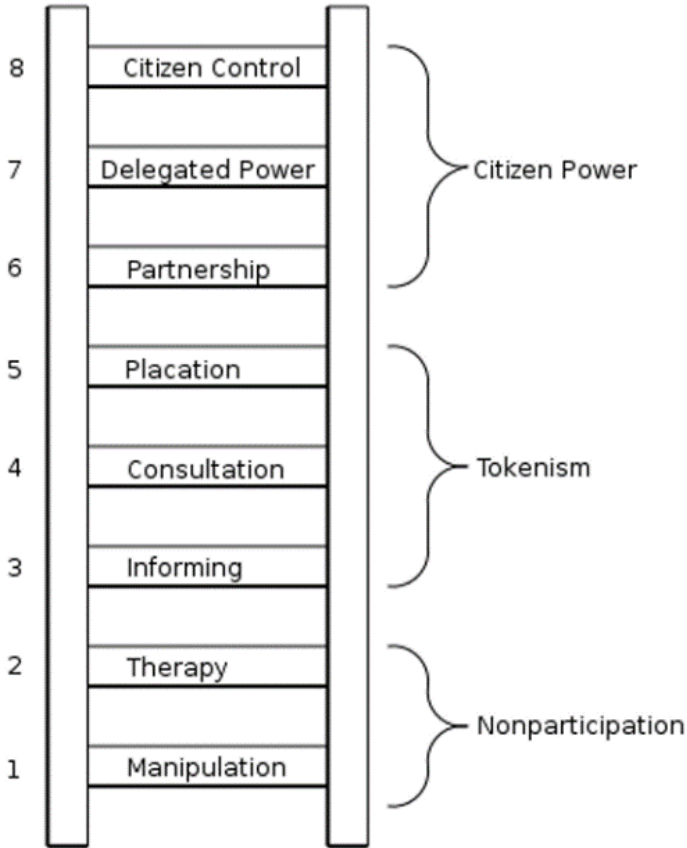 8 Citizen Control
7 Delegated Power Citizen Power
6 Partnership
5 Placation
4 Consultation Tokenism
3 Informing
2 Therapy
Nonparticipation
1 Manipulation